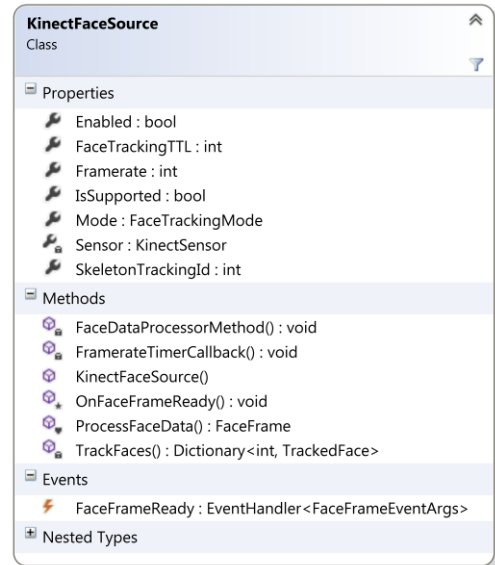 KinectFaceSource
Class
Properties
Enabled : bool
FaceTrackingTTL : int
Framerate : int
IsSupported : bool
Mode : FaceTrackingMode
Sensor : KinectSensor
SkeletonTrackingId : int
Methods
FaceDataProcessorMethod() : void
FramerateTimerCallback() : void
KinectFaceSource()
OnFaceFrameReady() : void
ProcessFaceData() : FaceFrame
TrackFaces() : Dictionary<int, TrackedFace>
Events
FaceFrameReady : EventHandler<FaceFrameEventArgs>
Nested Types